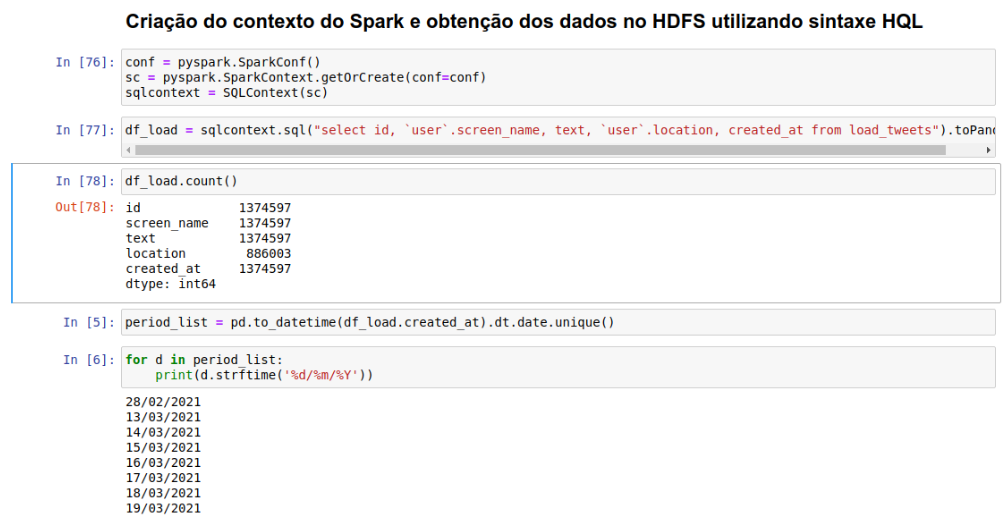 Criação do contexto do Spark e obtenção dos dados no HDFS utilizando sintaxe HQL
In [76]: conf = pyspark.SparkConf()
sc = pyspark.SparkContext.getOrCreate(conf=conf)
sqlcontext = SQLContext(sc)
In [77]: df_load = sqlcontext.sql("select id, `user`.screen_name, text, `user`.location, created_at from load_tweets").toPand
In [78]: df_load.count()
Out[78]: id 1374597
screen_name 1374597
text 1374597
location 886003
created_at 1374597
dtype: int64
In [5]: period_list = pd.to_datetime(df_load.created_at).dt.date.unique()
In [6]: for d in period_list:
print(d.strftime('%d/%m/%Y'))
28/02/2021
13/03/2021
14/03/2021
15/03/2021
16/03/2021
17/03/2021
18/03/2021
19/03/2021